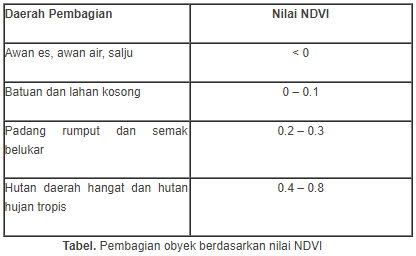 Daerah Pembagian Nilai NDVI
Awan es, awan air, salju < 0
Batuan dan lahan kosong 0 – 0.1
Padang rumput dan semak 0.2 – 0.3
belukar
Hutan daerah hangat dan hutan 0.4 – 0.8
hujan tropis
Tabel. Pembagian obyek berdasarkan nilai NDVI